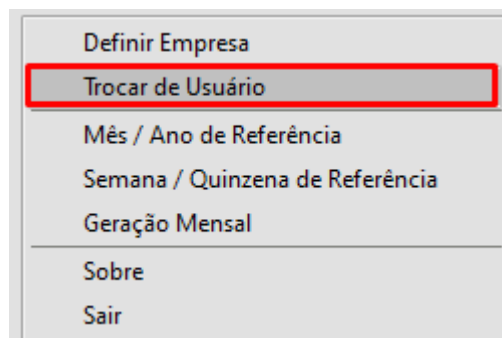 Definir Empresa
Trocar de Usuário
Mês / Ano de Referência
Semana / Quinzena de Referência
Geração Mensal
Sobre
Sair